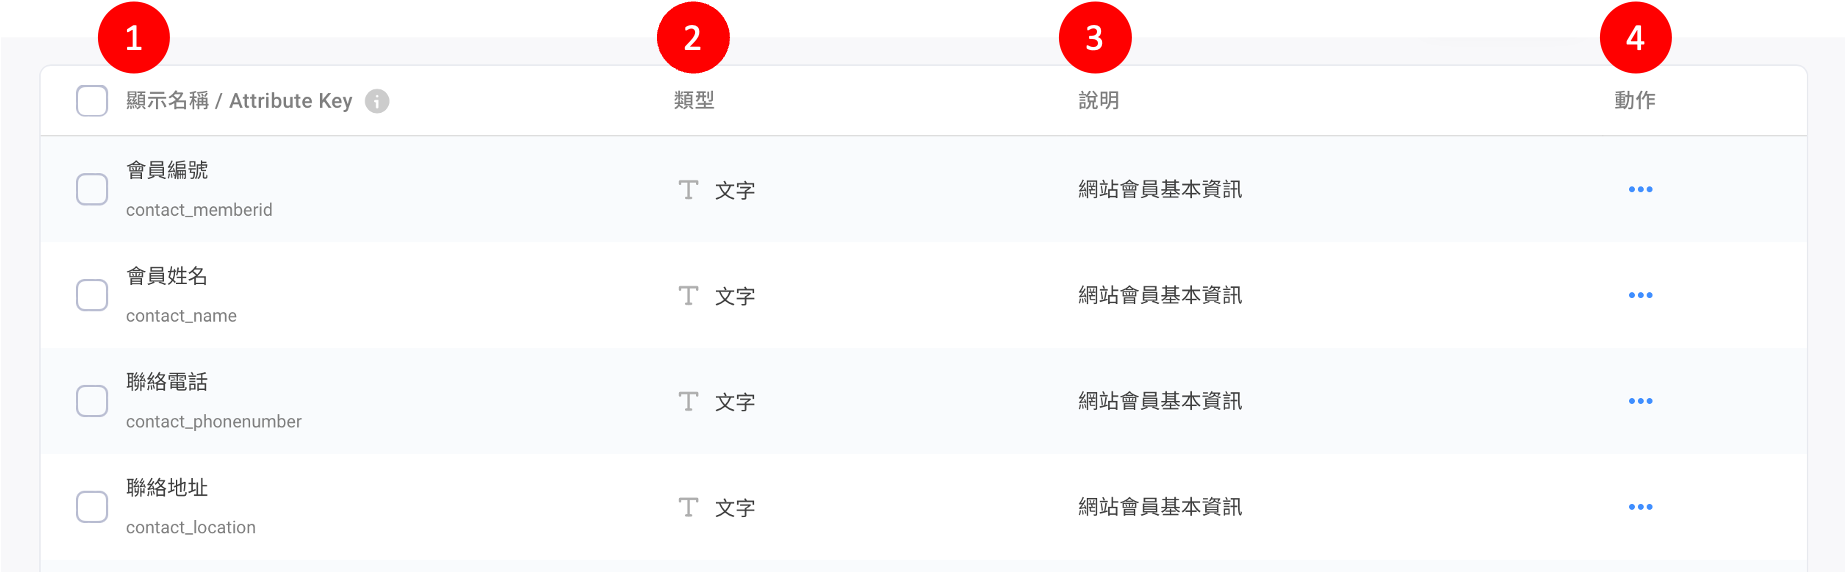 1
2
3
4
顯示名稱 / Attribute Key
類型
說明
動作
會員編號
contact_memberid
文字
網站會員基本資訊
會員姓名
contact_name
文字
網站會員基本資訊
聯絡電話
contact_phonenumber
文字
網站會員基本資訊
聯絡地址
contact_location
文字
網站會員基本資訊